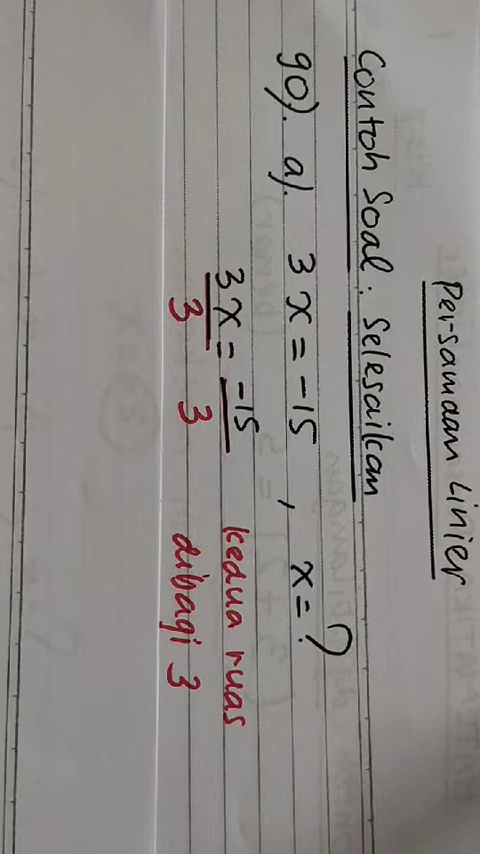 Persamaan Linier
Contoh Soal: Selesaikan
90). a). 3x = -15, x = ?
3x/3 = -15/3 kedua ruas
dibagi 3